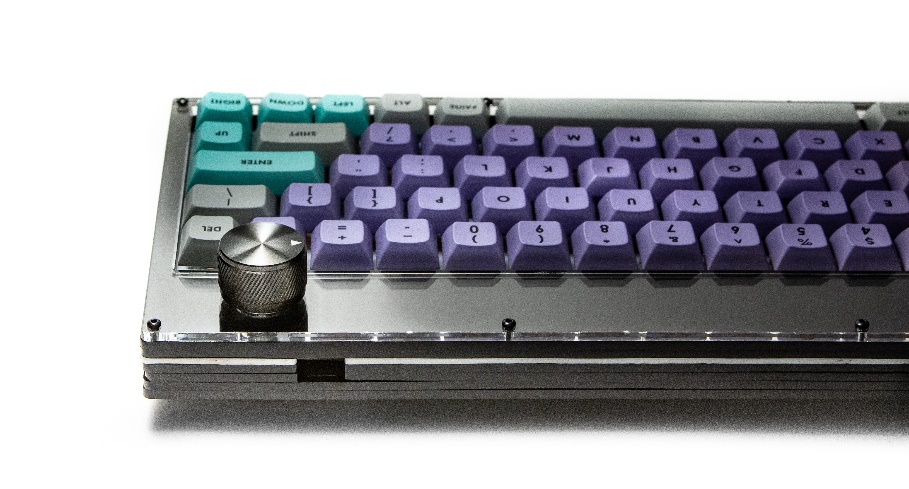 $ 4 % 5 ^ 6 & 7 * 8 ( 9 ) 0 _ - + = DEL
E R T Y U I O P { [ } ] | \
D F G H J K L : ; " ' ENTER
X C V B N M < , > . ? / SHIFT UP
ALT LEFT DOWN RIGHT